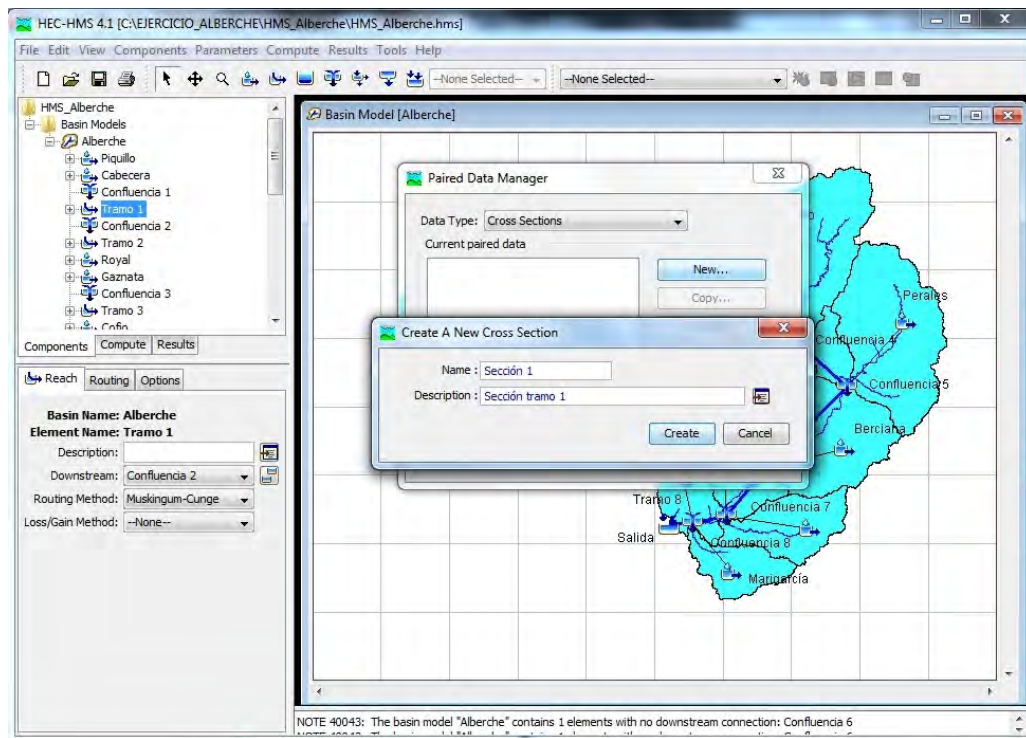 HEC-HMS 4.1 [C:\EJERCICIO_ALBERCHE\HMS_Alberche\HMS_Alberche.hms]
File Edit View Components Parameters Compute Results Tools Help
--None Selected-- --None Selected--
HMS_Alberche
Basin Models
Alberche
Piquillo
Cabecera
Confluencia 1
Tramo 1
Confluencia 2
Tramo 2
Royal
Gaznata
Confluencia 3
Tramo 3
Cofio
Components Compute Results
Reach Routing Options
Basin Name: Alberche
Element Name: Tramo 1
Description:
Downstream: Confluencia 2
Routing Method: Muskingum-Cunge
Loss/Gain Method: --None--
Basin Model [Alberche]
Paired Data Manager
Data Type: Cross Sections
Current paired data
New...
Copy...
Create A New Cross Section
Name : Sección 1
Description : Sección tramo 1
Create Cancel
Perales
Confluencia 4
Confluencia 5
Berciana
Tramo 8
Confluencia 7
Salida
Confluencia 8
Marigarcía
NOTE 40043: The basin model "Alberche" contains 1 elements with no downstream connection: Confluencia 6